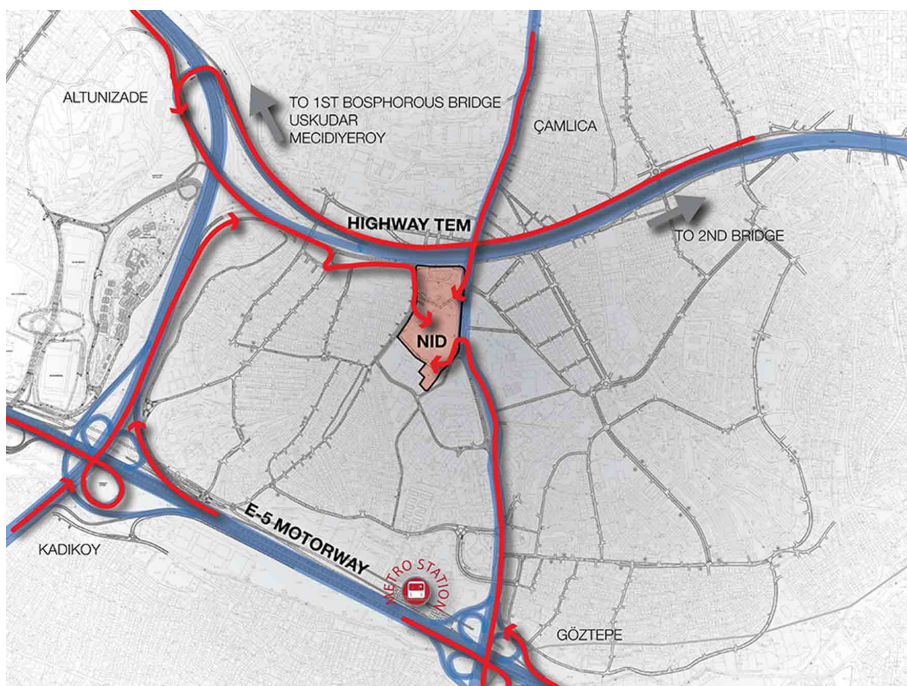 ALTUNIZADE
TO 1ST BOSPHOROUS BRIDGE
USKUDAR
MECIDIYEROY
ÇAMLICA
HIGHWAY TEM
TO 2ND BRIDGE
NID
E-5 MOTORWAY
KADIKOY
METRO STATION
GÖZTEPE